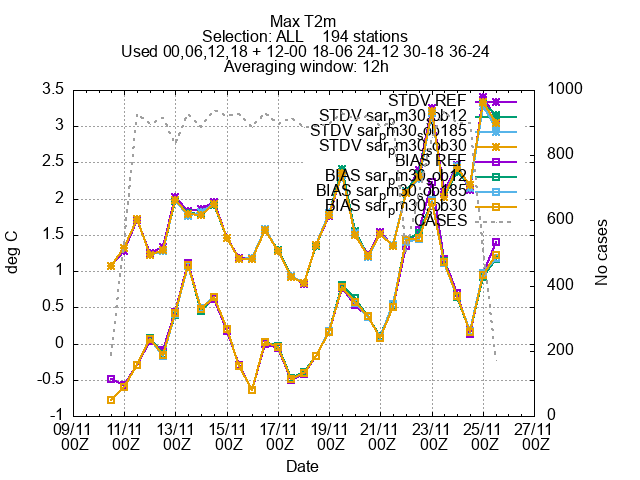 Max T2m
Selection: ALL    194 stations
Used 00,06,12,18 + 12-00 18-06 24-12 30-18 36-24
Averaging window: 12h
3.5
3
2.5
2
1.5
1
0.5
0
-0.5
-1
deg C
1000
800
600
400
200
0
No cases
STDV REF
STDV sar_pm30_ob12
STDV sar_pm30_sob185
STDV sar_pm30_sob30
BIAS REF
BIAS sar_pm30_ob12
BIAS sar_pm30_ob185
BIAS sar_pm30_ob30
CASES
09/11 11/11 13/11 15/11 17/11 19/11 21/11 23/11 25/11 27/11
00Z 00Z 00Z 00Z 00Z 00Z 00Z 00Z 00Z 00Z
Date